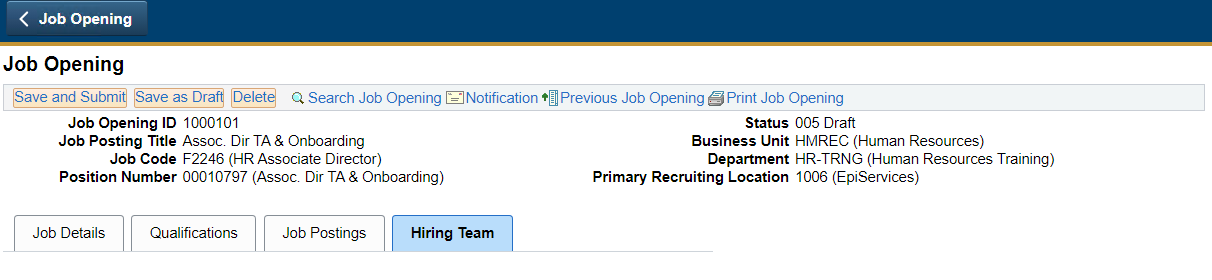 Job Opening
Job Opening
Save and Submit Save as Draft Delete Search Job Opening Notification Previous Job Opening Print Job Opening
Job Opening ID 1000101 Status 005 Draft
Job Posting Title Assoc. Dir TA & Onboarding Business Unit HMREC (Human Resources)
Job Code F2246 (HR Associate Director) Department HR-TRNG (Human Resources Training)
Position Number 00010797 (Assoc. Dir TA & Onboarding) Primary Recruiting Location 1006 (EpiServices)
Job Details Qualifications Job Postings Hiring Team